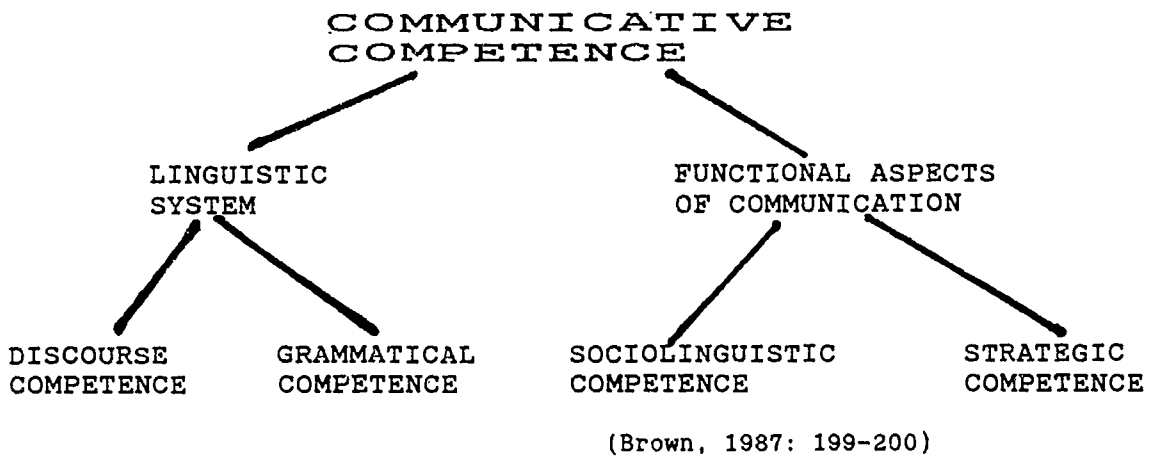 COMMUNICATIVE
COMPETENCE
LINGUISTIC
SYSTEM
FUNCTIONAL ASPECTS
OF COMMUNICATION
DISCOURSE
COMPETENCE
GRAMMATICAL
COMPETENCE
SOCIOLINGUISTIC
COMPETENCE
STRATEGIC
COMPETENCE
(Brown, 1987: 199-200)